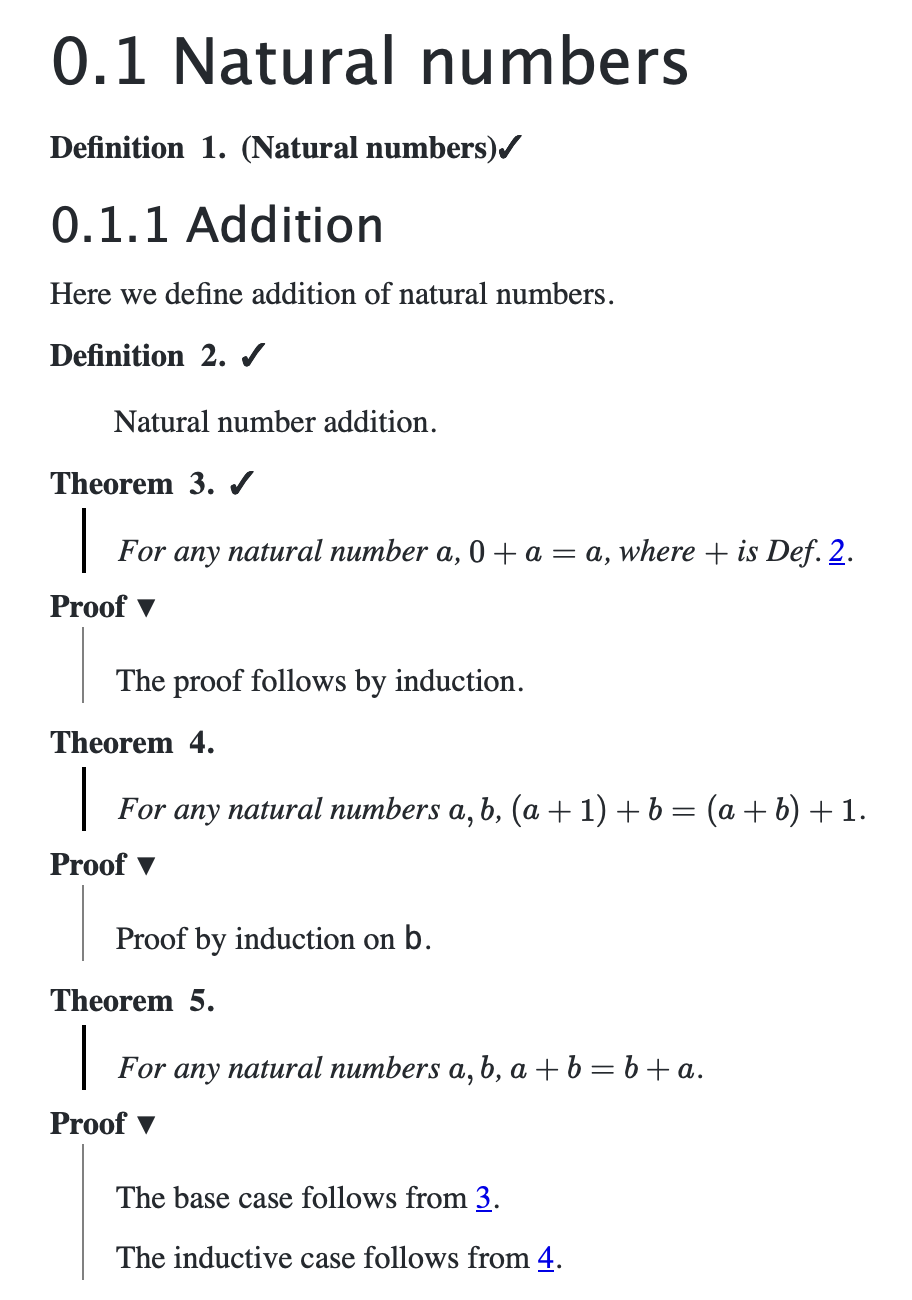 0.1 Natural numbers
Definition 1. (Natural numbers)✓
0.1.1 Addition
Here we define addition of natural numbers.
Definition 2. ✓
Natural number addition.
Theorem 3. ✓
For any natural number a, 0 + a = a, where + is Def. 2.
Proof ▼
The proof follows by induction.
Theorem 4.
For any natural numbers a, b, (a + 1) + b = (a + b) + 1.
Proof ▼
Proof by induction on b.
Theorem 5.
For any natural numbers a, b, a + b = b + a.
Proof ▼
The base case follows from 3.
The inductive case follows from 4.